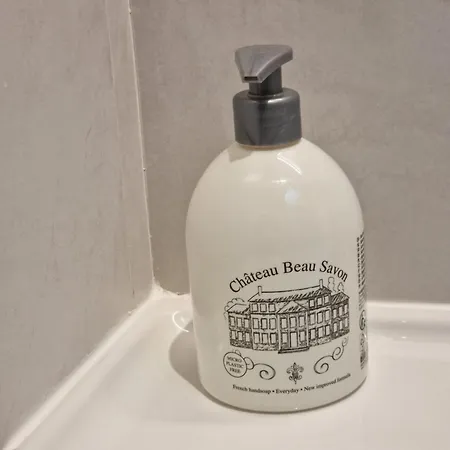 Château Beau Savon
MICRO
PLASTIC
FREE
French handsoap • Everyday • New improved formula